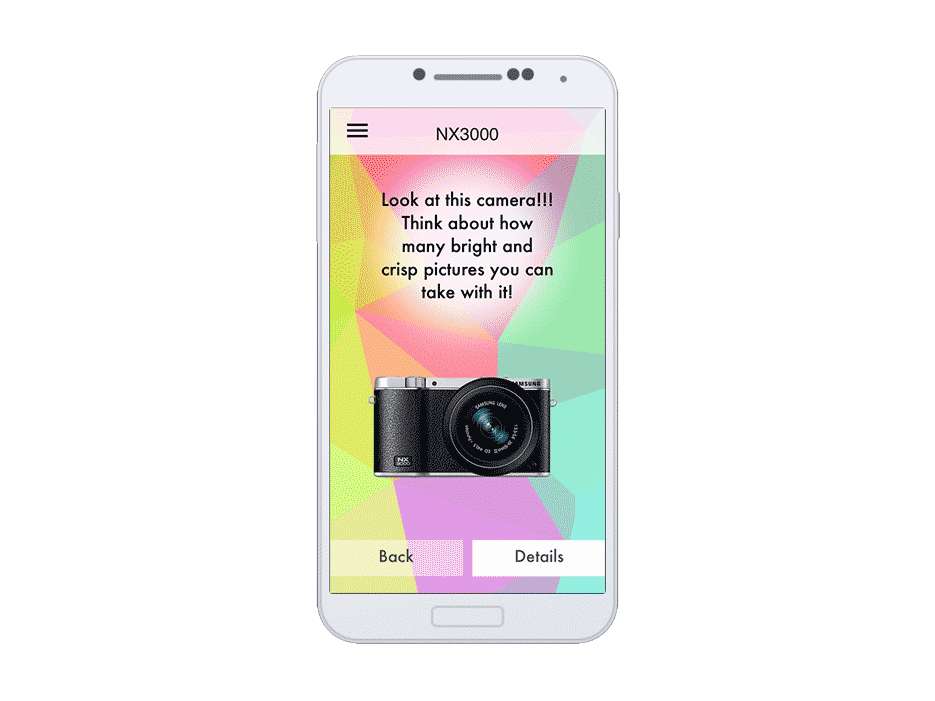 NX3000
Look at this camera!!!
Think about how
many bright and
crisp pictures you can
take with it!
SAMSUNG
SAMSUNG LENS
NX
3000
Back
Details